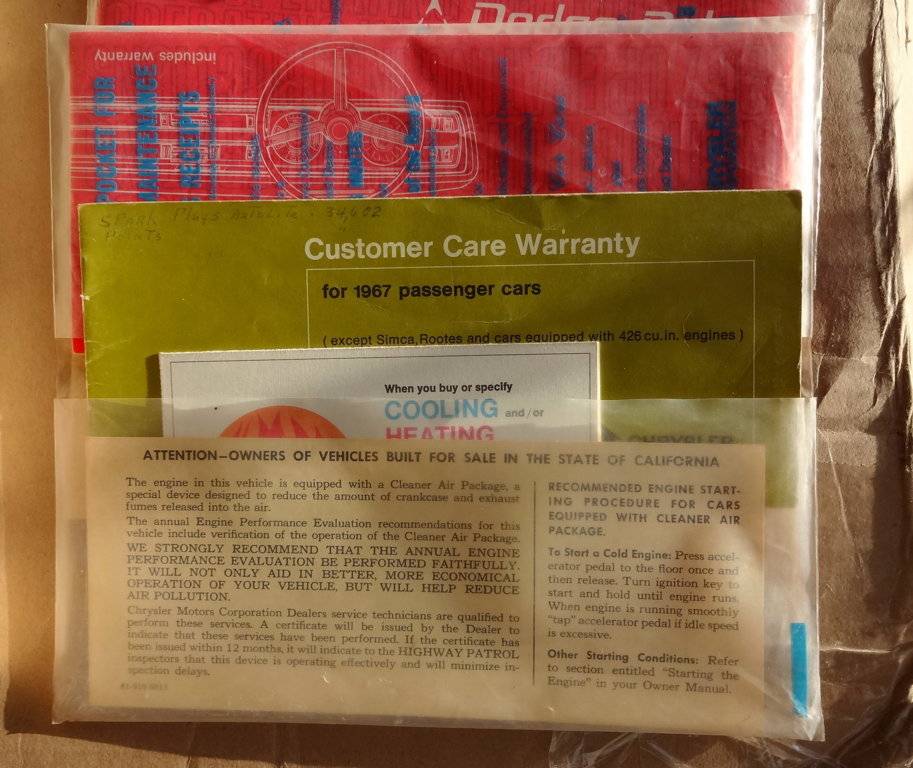 Dodge
includes warranty
POCKET FOR
MAINTENANCE
RECEIPTS
SPARK Plugs Autolite . 34,602
POINTS "
Customer Care Warranty
for 1967 passenger cars
( except Simca, Rootes and cars equipped with 426 cu. in. engines )
When you buy or specify
COOLING and/or
HEATING
CHRYSLER
ATTENTION—OWNERS OF VEHICLES BUILT FOR SALE IN THE STATE OF CALIFORNIA
The engine in this vehicle is equipped with a Cleaner Air Package, a
special device designed to reduce the amount of crankcase and exhaust
fumes released into the air.
The annual Engine Performance Evaluation recommendations for this
vehicle include verification of the operation of the Cleaner Air Package.
WE STRONGLY RECOMMEND THAT THE ANNUAL ENGINE
PERFORMANCE EVALUATION BE PERFORMED FAITHFULLY.
IT WILL NOT ONLY AID IN BETTER, MORE ECONOMICAL
OPERATION OF YOUR VEHICLE, BUT WILL HELP REDUCE
AIR POLLUTION.
Chrysler Motors Corporation Dealers service technicians are qualified to
perform these services. A certificate will be issued by the Dealer to
indicate that these services have been performed. If the certificate has
been issued within 12 months, it will indicate to the HIGHWAY PATROL
inspectors that this device is operating effectively and will minimize in-
spection delays.
RECOMMENDED ENGINE START-
ING PROCEDURE FOR CARS
EQUIPPED WITH CLEANER AIR
PACKAGE.
To Start a Cold Engine: Press accel-
erator pedal to the floor once and
then release. Turn ignition key to
start and hold until engine runs.
When engine is running smoothly
"tap" accelerator pedal if idle speed
is excessive.
Other Starting Conditions: Refer
to section entitled "Starting the
Engine" in your Owner Manual.